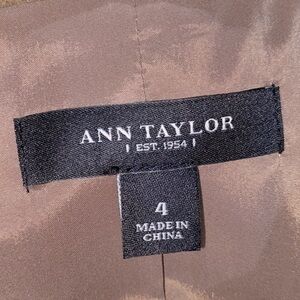 ANN TAYLOR
EST. 1954
4
MADE IN
CHINA